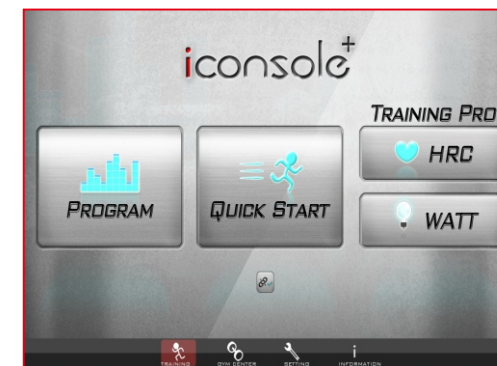 iconsole+
TRAINING PRO
PROGRAM
QUICK START
HRC
WATT
TRAINING
GYM CENTER
SETTING
INFORMATION